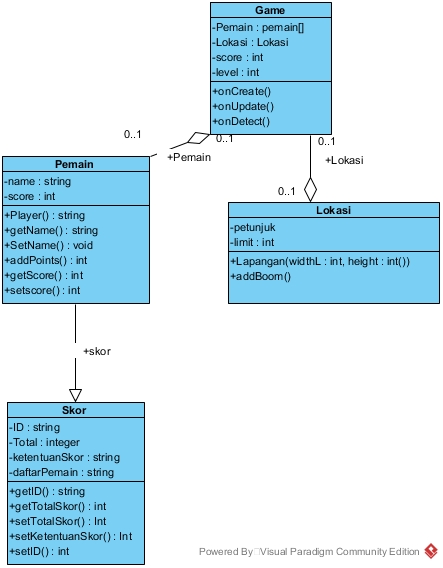 Game
-Pemain : pemain[]
-Lokasi : Lokasi
-score : int
-level : int
+onCreate()
+onUpdate()
+onDetect()
0..1
0..1
+Pemain
0..1
+Lokasi
0..1
Pemain
-name : string
-score : int
+Player() : string
+getName() : string
+SetName() : void
+addPoints() : int
+getScore() : int
+setscore() : int
Lokasi
-petunjuk
-limit : int
+Lapangan(widthL : int, height : int())
+addBoom()
+skor
Skor
-ID : string
-Total : integer
-ketentuanSkor : string
-daftarPemain : string
+getID() : string
+getTotalSkor() : int
+setTotalSkor() : Int
+setKetentuanSkor() : Int
+setID() : int
Powered By Visual Paradigm Community Edition